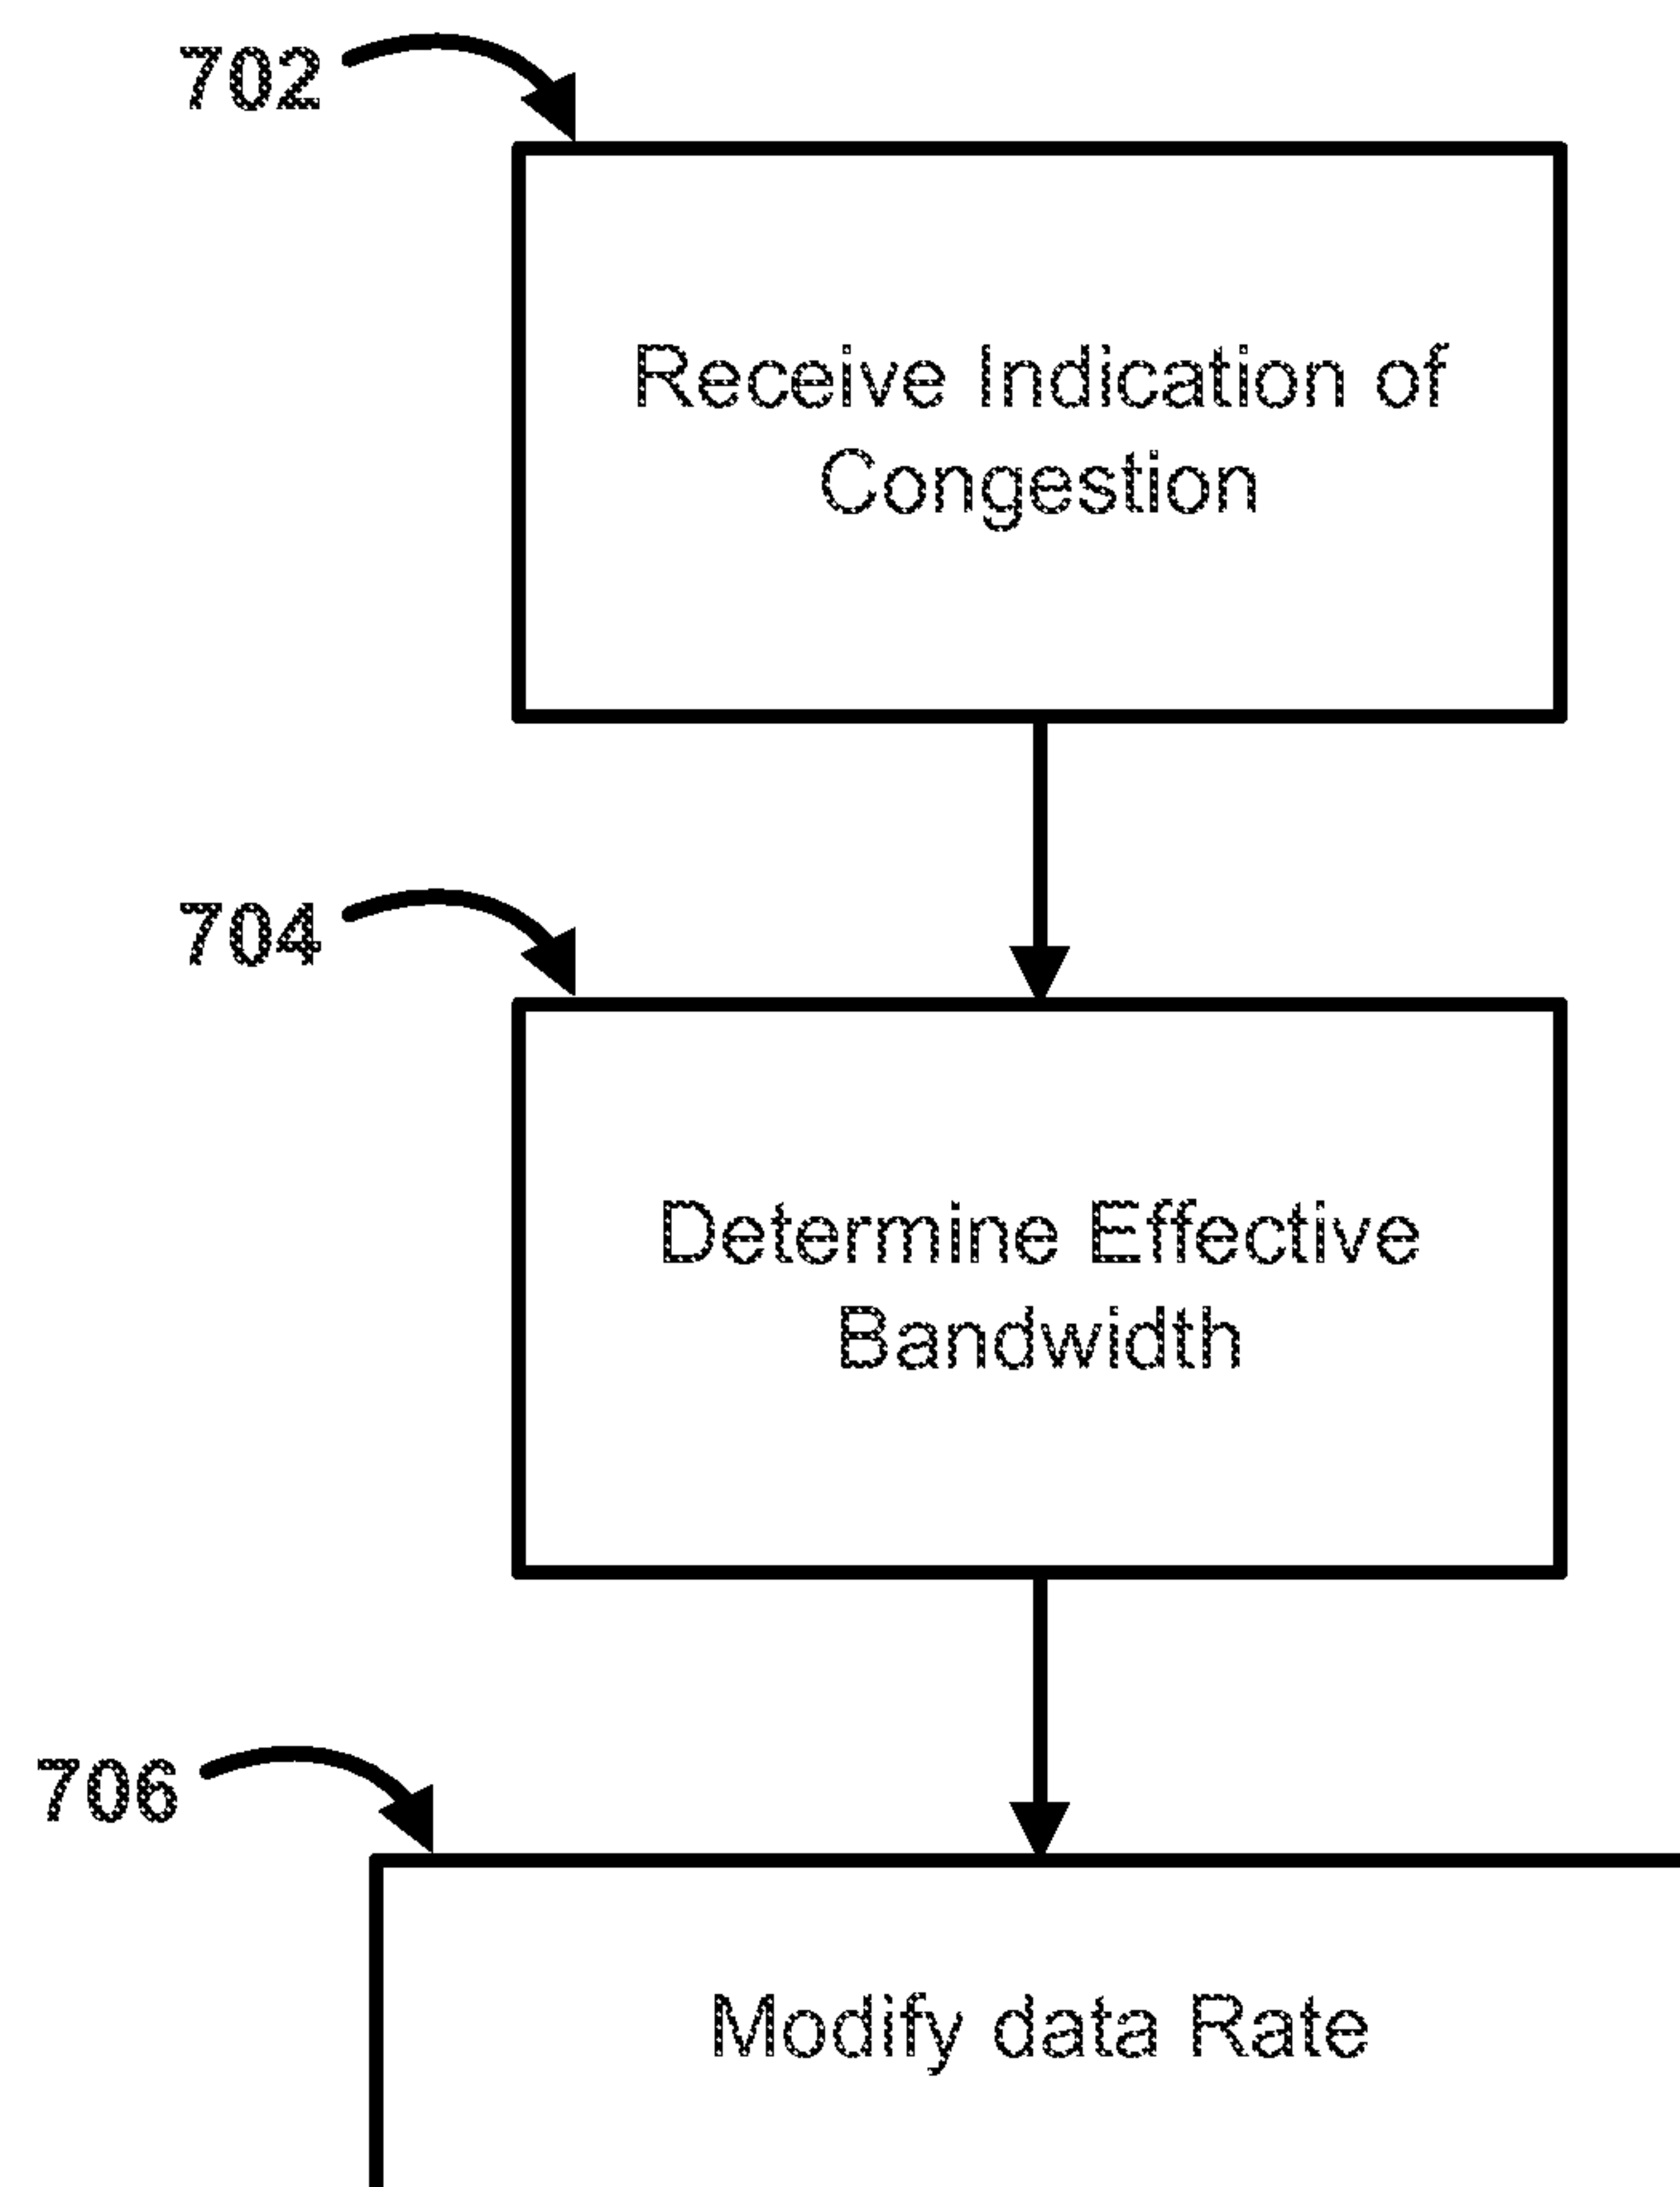 702
Receive Indication of
Congestion
704
Determine Effective
Bandwidth
706
Modify data Rate